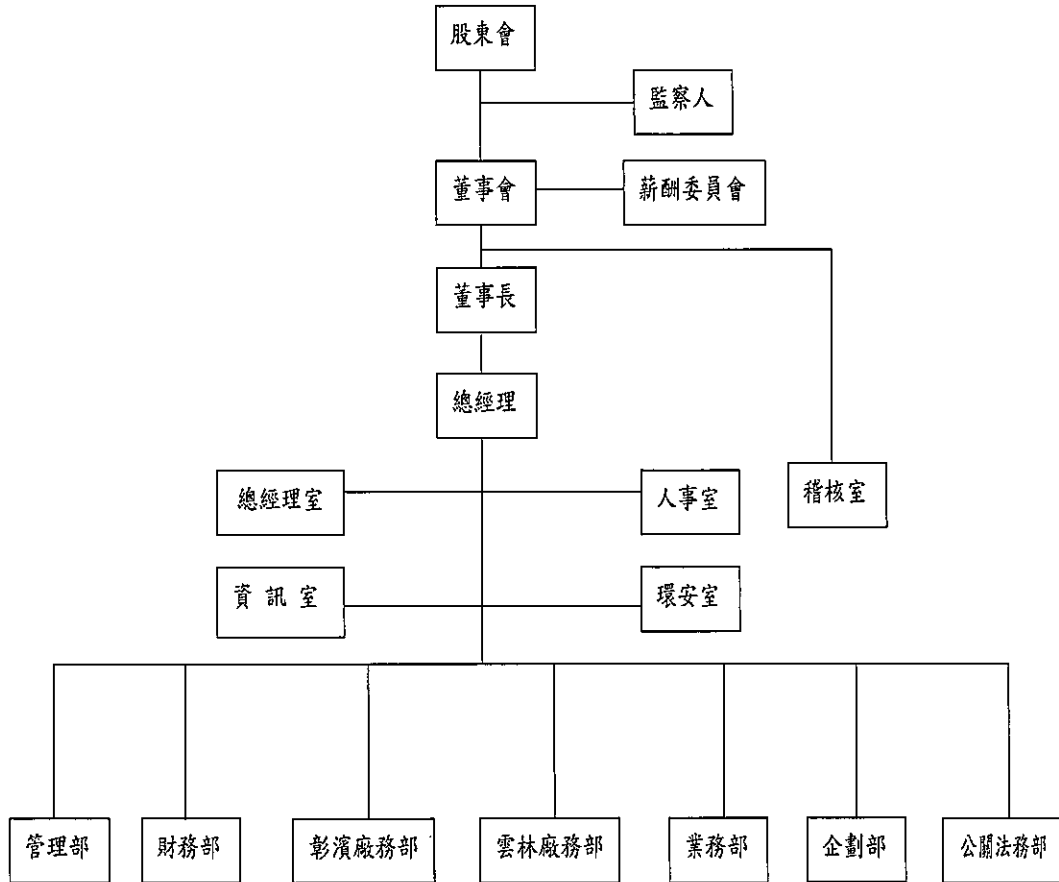 股東會
監察人
董事會
薪酬委員會
董事長
總經理
總經理室
人事室
稽核室
資訊室
環安室
管理部
財務部
彰濱廠務部
雲林廠務部
業務部
企劃部
公關法務部